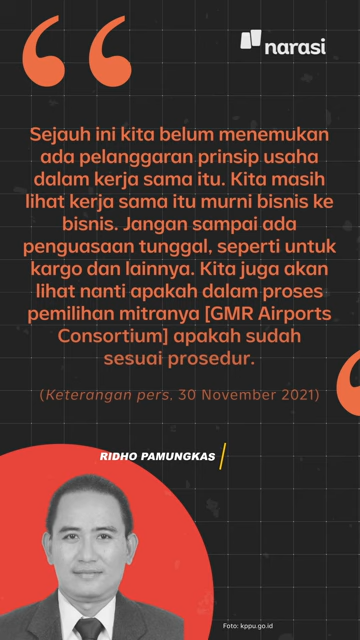 narasi
Sejauh ini kita belum menemukan
ada pelanggaran prinsip usaha
dalam kerja sama itu. Kita masih
lihat kerja sama itu murni bisnis ke
bisnis. Jangan sampai ada
penguasaan tunggal, seperti untuk
kargo dan lainnya. Kita juga akan
lihat nanti apakah dalam proses
pemilihan mitranya [GMR Airports
Consortium] apakah sudah
sesuai prosedur.
(Keterangan pers, 30 November 2021)
RIDHO PAMUNGKAS
Foto: kppu.go.id